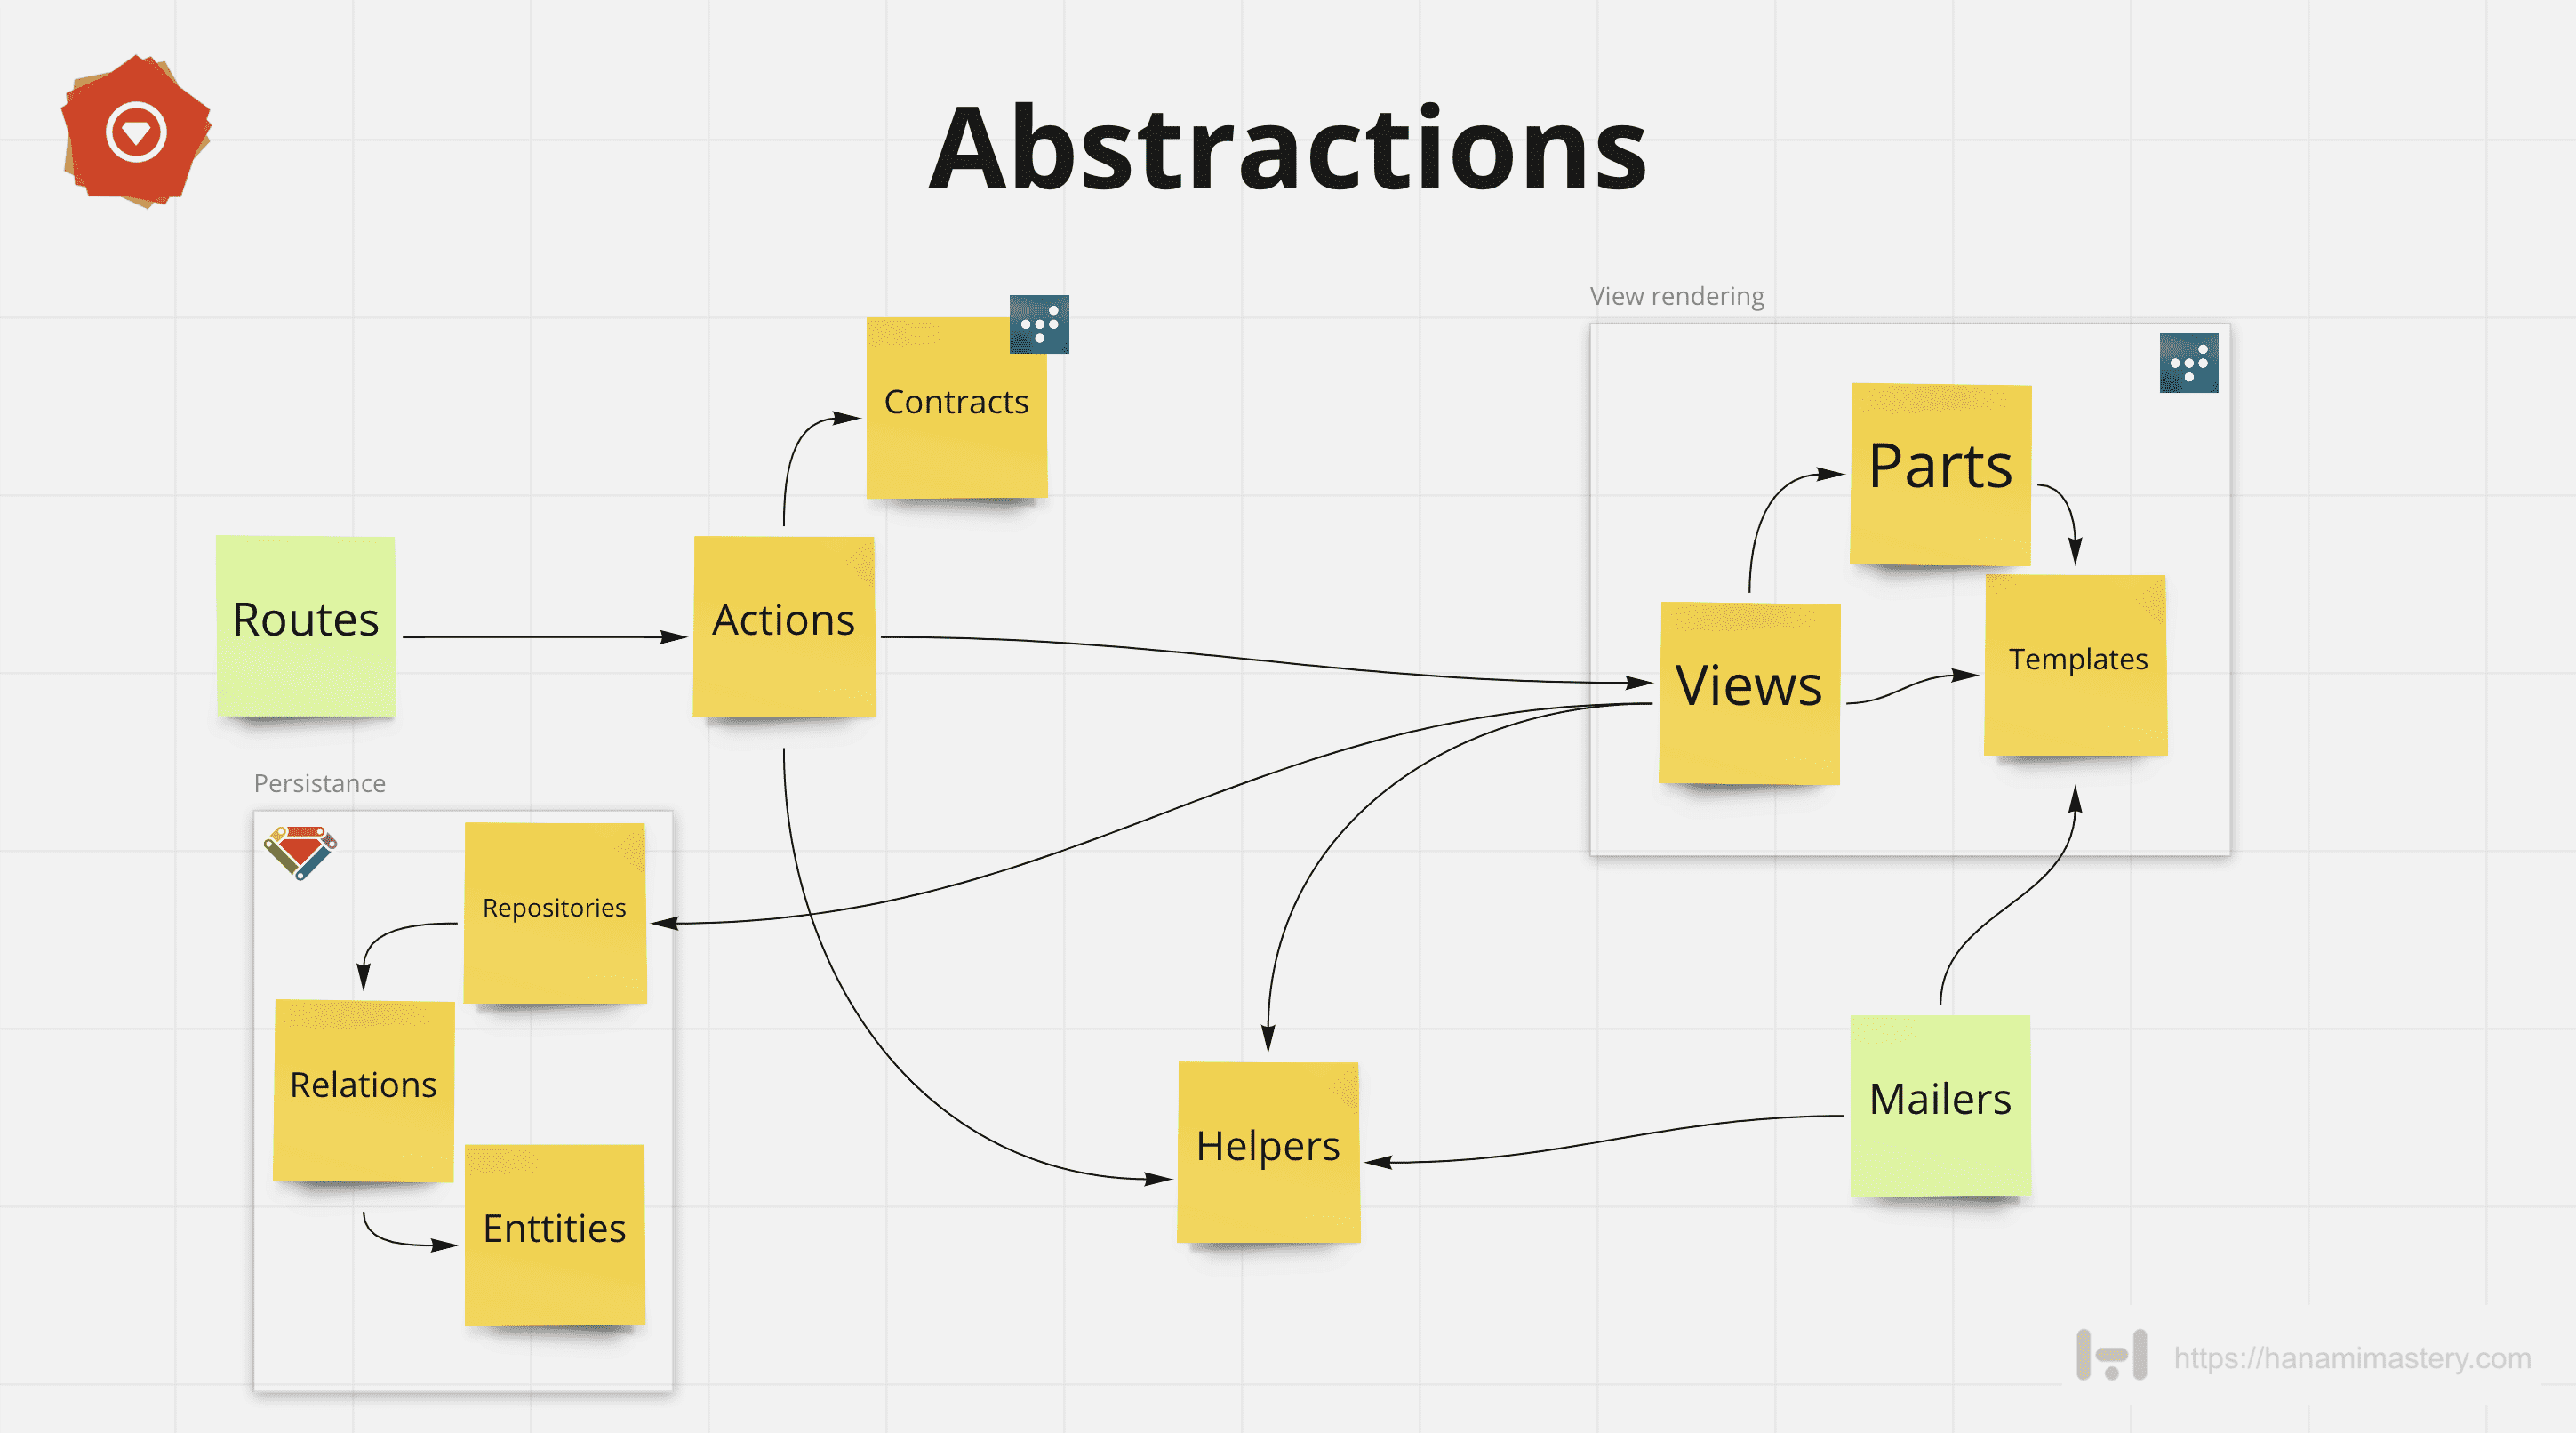 Abstractions
View rendering
Contracts
Parts
Routes
Actions
Templates
Views
Persistance
Repositories
Relations
Mailers
Helpers
Enttities
https://hanamimastery.com